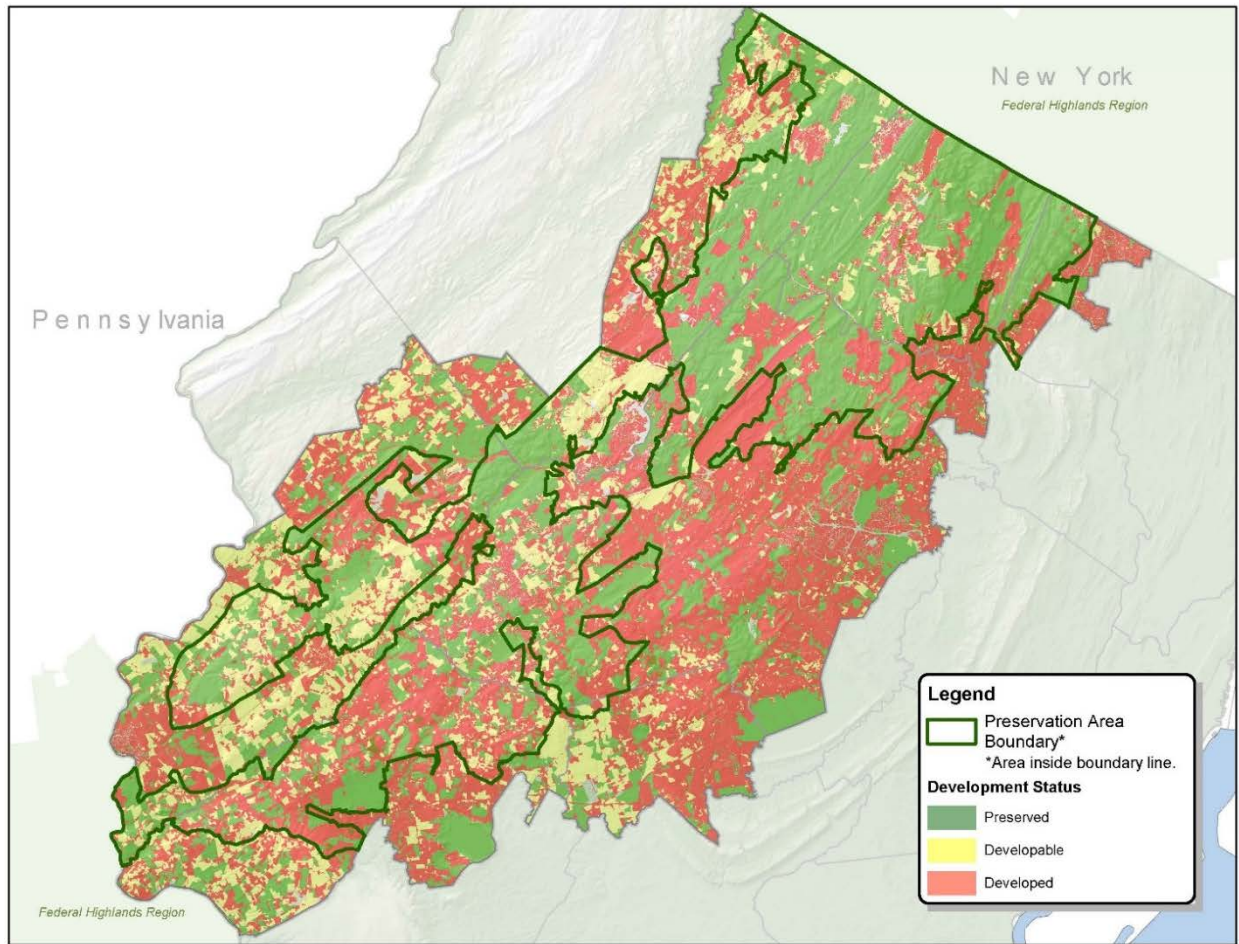 New York
Federal Highlands Region
Pennsylvania
Legend
Preservation Area
Boundary*
*Area inside boundary line.
Development Status
Preserved
Developable
Developed
Federal Highlands Region